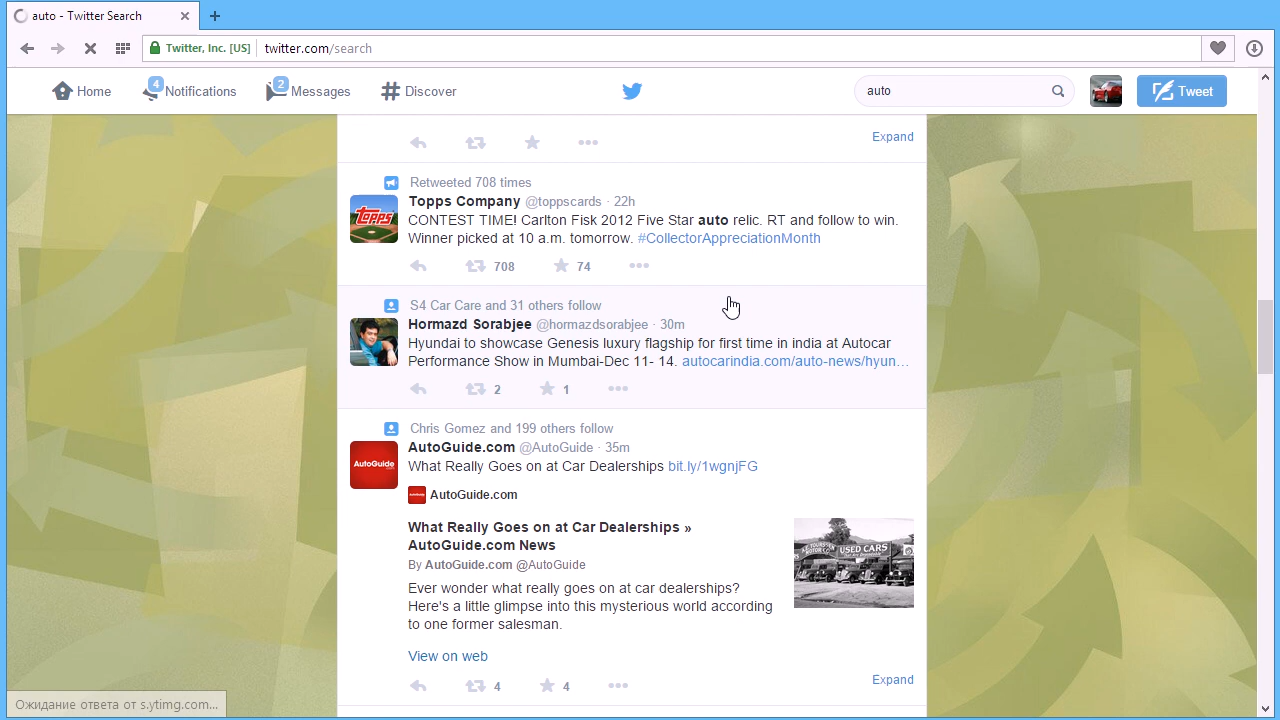 auto - Twitter Search
Twitter, Inc. [US] twitter.com/search
Home 4 Notifications 2 Messages Discover auto Tweet
Expand
Retweeted 708 times
Topps Company @toppscards · 22h
CONTEST TIME! Carlton Fisk 2012 Five Star auto relic. RT and follow to win.
Winner picked at 10 a.m. tomorrow. #CollectorAppreciationMonth
708 74
S4 Car Care and 31 others follow
Hormazd Sorabjee @hormazdsorabjee · 30m
Hyundai to showcase Genesis luxury flagship for first time in india at Autocar
Performance Show in Mumbai-Dec 11- 14. autocarindia.com/auto-news/hyun…
2 1
Chris Gomez and 199 others follow
AutoGuide.com @AutoGuide · 35m
What Really Goes on at Car Dealerships bit.ly/1wgnjFG
AutoGuide.com
What Really Goes on at Car Dealerships »
AutoGuide.com News
By AutoGuide.com @AutoGuide
Ever wonder what really goes on at car dealerships?
Here's a little glimpse into this mysterious world according
to one former salesman.
USED CARS
View on web
4 4
Expand
Ожидание ответа от s.ytimg.com...
Topps
AutoGuide